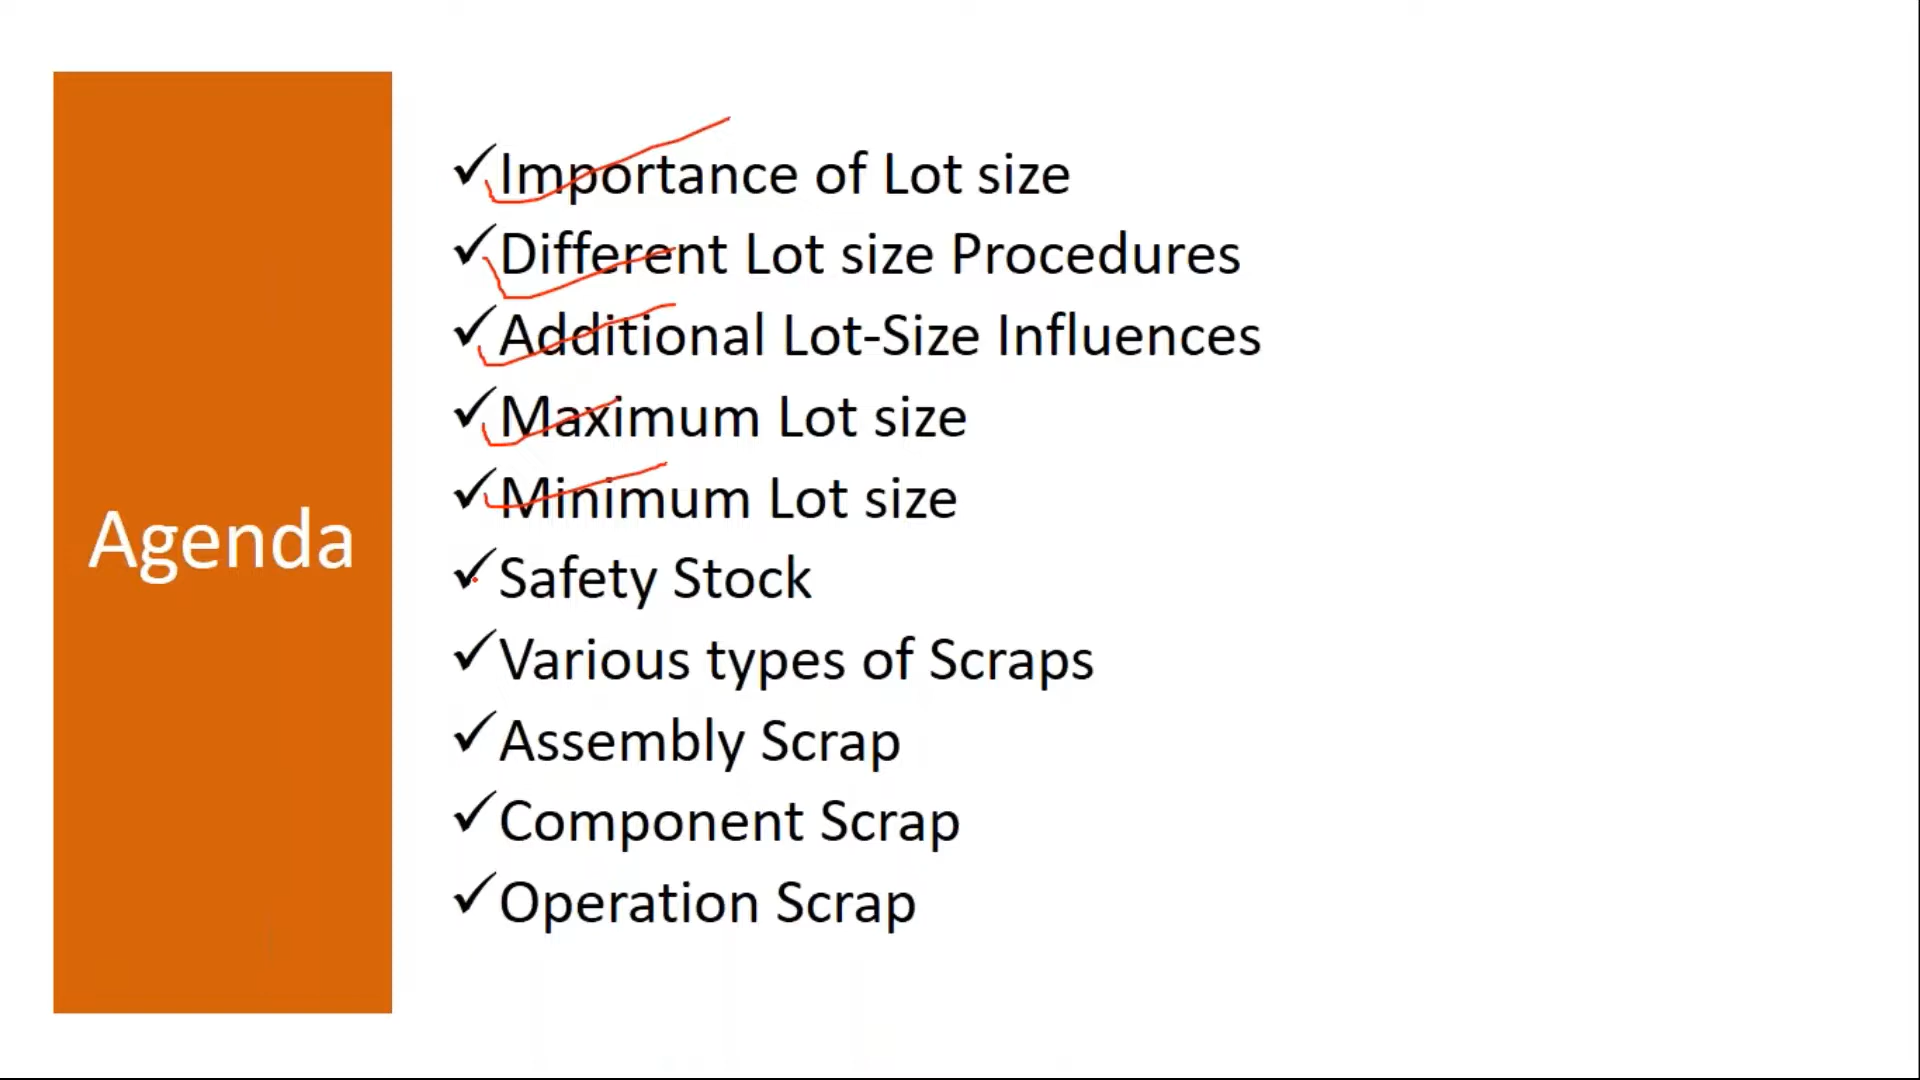 Agenda
Importance of Lot size
Different Lot size Procedures
Additional Lot-Size Influences
Maximum Lot size
Minimum Lot size
Safety Stock
Various types of Scraps
Assembly Scrap
Component Scrap
Operation Scrap